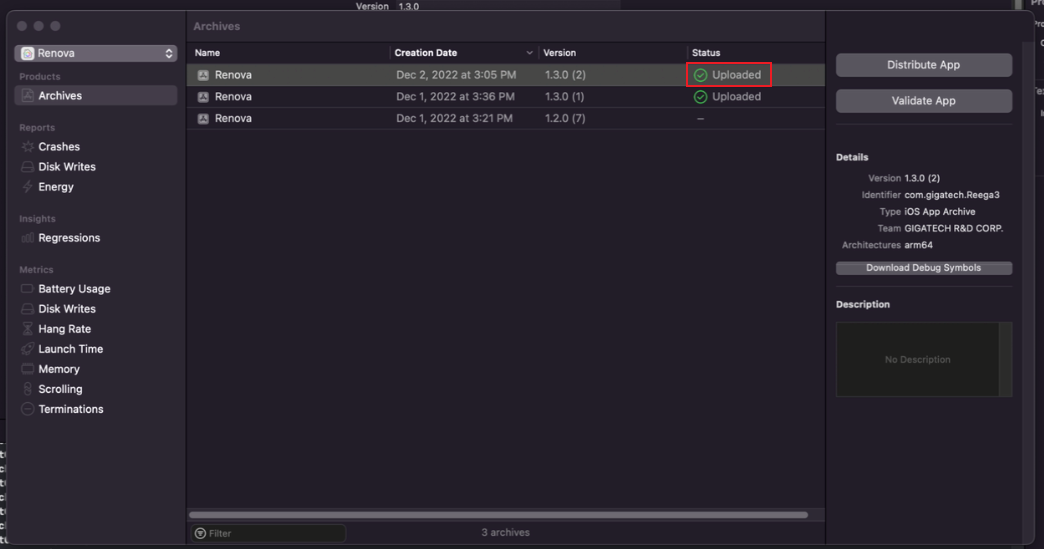 Version 1.3.0
Archives
Renova
Products
Archives
Reports
Crashes
Disk Writes
Energy
Insights
Regressions
Metrics
Battery Usage
Disk Writes
Hang Rate
Launch Time
Memory
Scrolling
Terminations
Name Creation Date Version Status
Renova Dec 2, 2022 at 3:05 PM 1.3.0 (2) Uploaded
Renova Dec 1, 2022 at 3:36 PM 1.3.0 (1) Uploaded
Renova Dec 1, 2022 at 3:21 PM 1.2.0 (7) –
Filter
3 archives
Distribute App
Validate App
Details
Version 1.3.0 (2)
Identifier com.gigatech.Reega3
Type iOS App Archive
Team GIGATECH R&D CORP.
Architectures arm64
Download Debug Symbols
Description
No Description